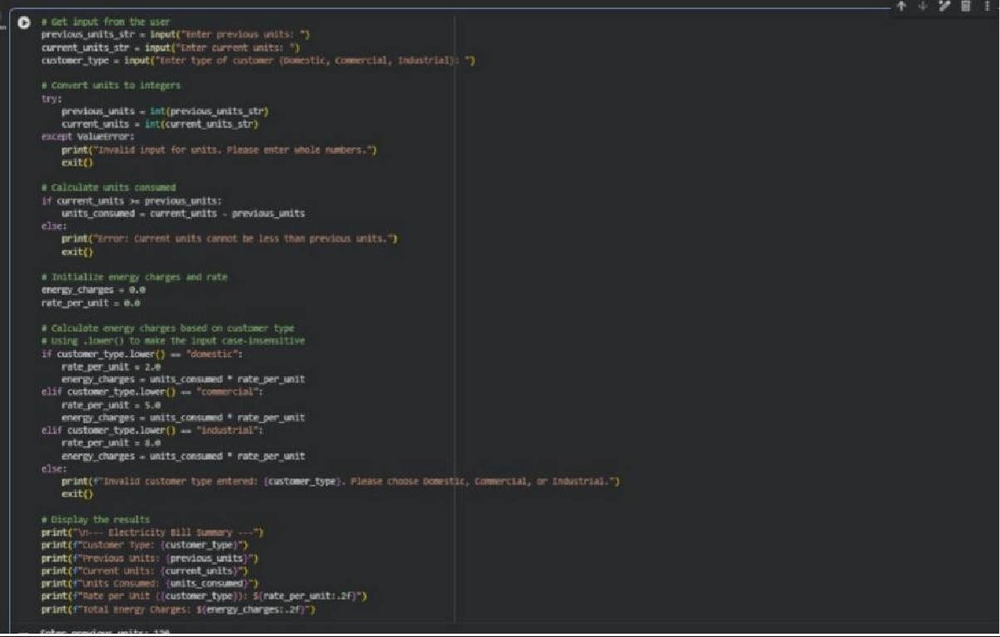 # Get input from the user
previous_units_str = input("Enter previous units: ")
current_units_str = input("Enter current units: ")
customer_type = input("Enter type of customer (Domestic, Commercial, Industrial): ")

# Convert units to integers
try:
    previous_units = int(previous_units_str)
    current_units = int(current_units_str)
except ValueError:
    print("Invalid input for units. Please enter whole numbers.")
    exit()

# Calculate units consumed
if current_units >= previous_units:
    units_consumed = current_units - previous_units
else:
    print("Error: Current units cannot be less than previous units.")
    exit()

# Initialize energy charges and rate
energy_charges = 0.0
rate_per_unit = 0.0

# Calculate energy charges based on customer type
# Using .lower() to make the input case-insensitive
if customer_type.lower() == "domestic":
    rate_per_unit = 2.0
    energy_charges = units_consumed * rate_per_unit
elif customer_type.lower() == "commercial":
    rate_per_unit = 5.0
    energy_charges = units_consumed * rate_per_unit
elif customer_type.lower() == "industrial":
    rate_per_unit = 8.0
    energy_charges = units_consumed * rate_per_unit
else:
    print(f"Invalid customer type entered: {customer_type}. Please choose Domestic, Commercial, or Industrial.")
    exit()

# Display the results
print("\n--- Electricity Bill Summary ---")
print(f"Customer Type: {customer_type}")
print(f"Previous Units: {previous_units}")
print(f"Current Units: {current_units}")
print(f"Units Consumed: {units_consumed}")
print(f"Rate per Unit ({customer_type}): ${rate_per_unit:.2f}")
print(f"Total Energy Charges: ${energy_charges:.2f}")
Enter previous units: 120